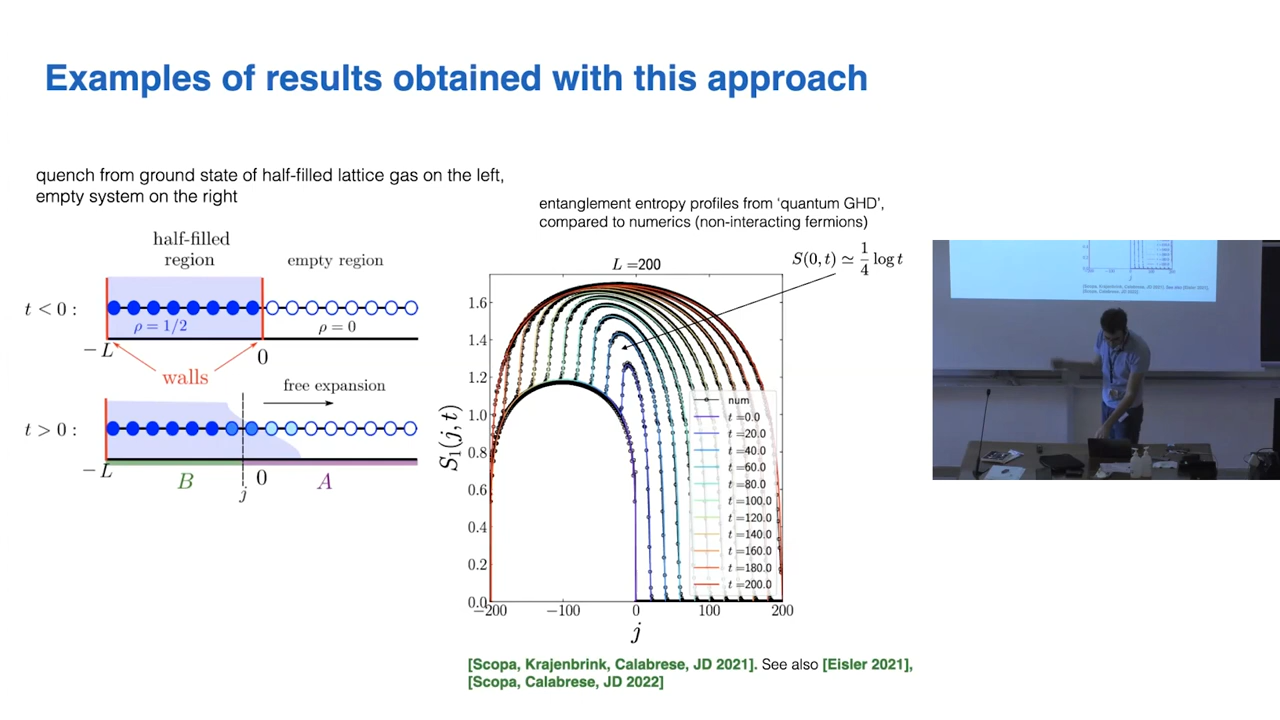 Examples of results obtained with this approach
quench from ground state of half-filled lattice gas on the left,
empty system on the right
half-filled
region
empty region
t < 0 :
ρ = 1/2
ρ = 0
− L
0
walls
free expansion
t > 0 :
− L
B
j
0
A
entanglement entropy profiles from ‘quantum GHD’,
compared to numerics (non-interacting fermions)
S(0, t) ≃ 1/4 log t
L =200
S₁(j, t)
1.6
1.4
1.2
1.0
0.8
0.6
0.4
0.2
0.0
−200
−100
0
100
200
j
num
t =0.0
t =20.0
t =40.0
t =60.0
t =80.0
t =100.0
t =120.0
t =140.0
t =160.0
t =180.0
t =200.0
[Scopa, Krajenbrink, Calabrese, JD 2021]. See also [Eisler 2021],
[Scopa, Calabrese, JD 2022]